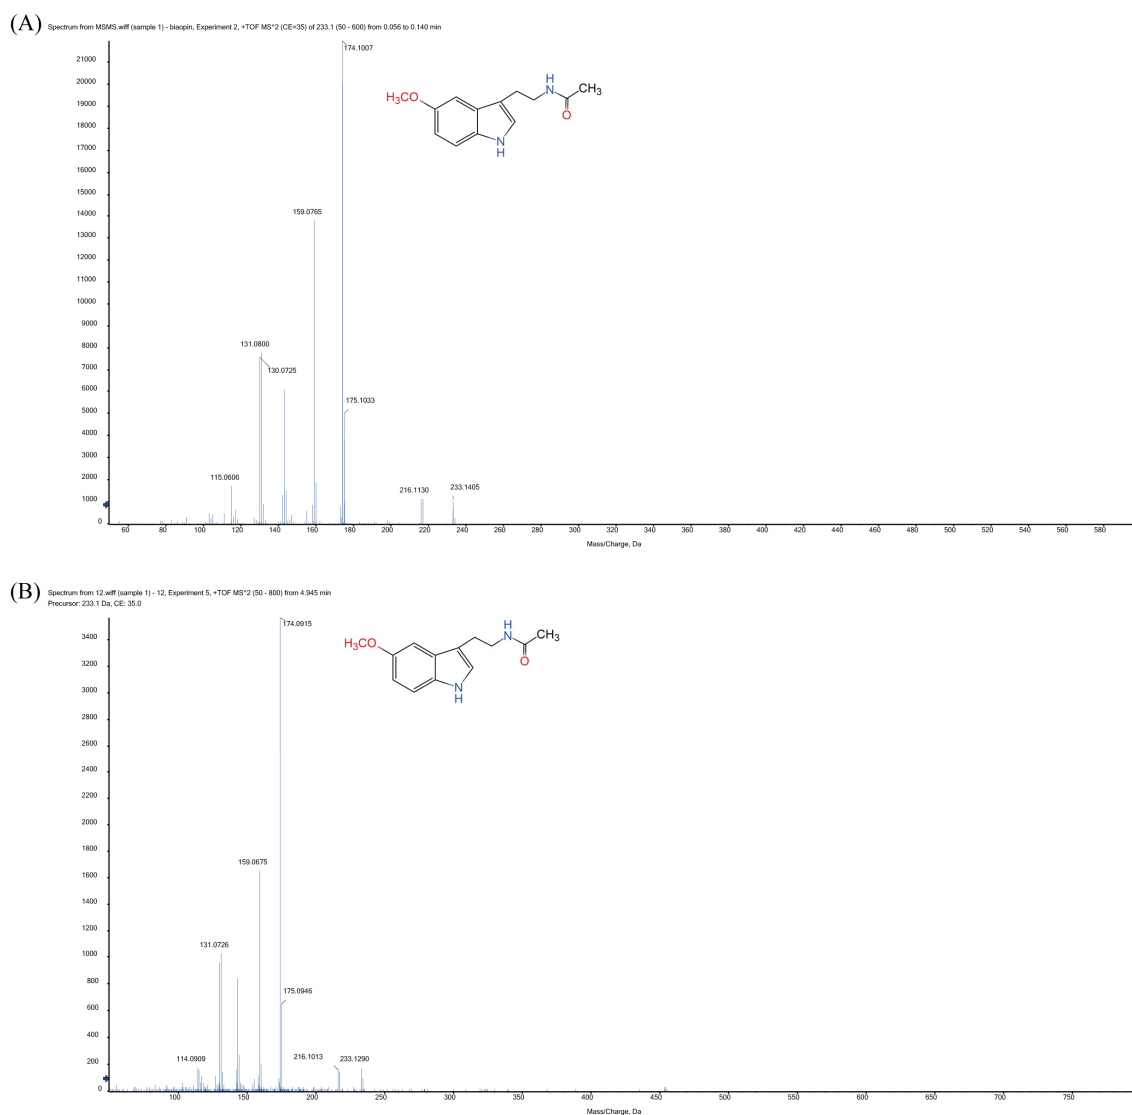 (A)
Spectrum from MSMS.wiff (sample 1) - biaopin, Experiment 2, +TOF MS^2 (CE=35) of 233.1 (50 - 600) from 0.056 to 0.140 min
174.1007
21000
20000
19000
18000
17000
16000
15000
14000
13000
12000
11000
10000
9000
8000
7000
6000
5000
4000
3000
2000
1000
0
H3CO
N
H
H
N
O
CH3
159.0765
131.0800
130.0725
175.1033
115.0606
216.1130
233.1405
60 80 100 120 140 160 180 200 220 240 260 280 300 320 340 360 380 400 420 440 460 480 500 520 540 560 580
Mass/Charge, Da
(B)
Spectrum from 12.wiff (sample 1) - 12, Experiment 5, +TOF MS^2 (50 - 800) from 4.945 min
Precursor: 233.1 Da, CE: 35.0
174.0915
3400
3200
3000
2800
2600
2400
2200
2000
1800
1600
1400
1200
1000
800
600
400
200
0
H3CO
N
H
H
N
O
CH3
159.0675
131.0726
175.0946
114.0909
216.1013
233.1290
100 150 200 250 300 350 400 450 500 550 600 650 700 750
Mass/Charge, Da